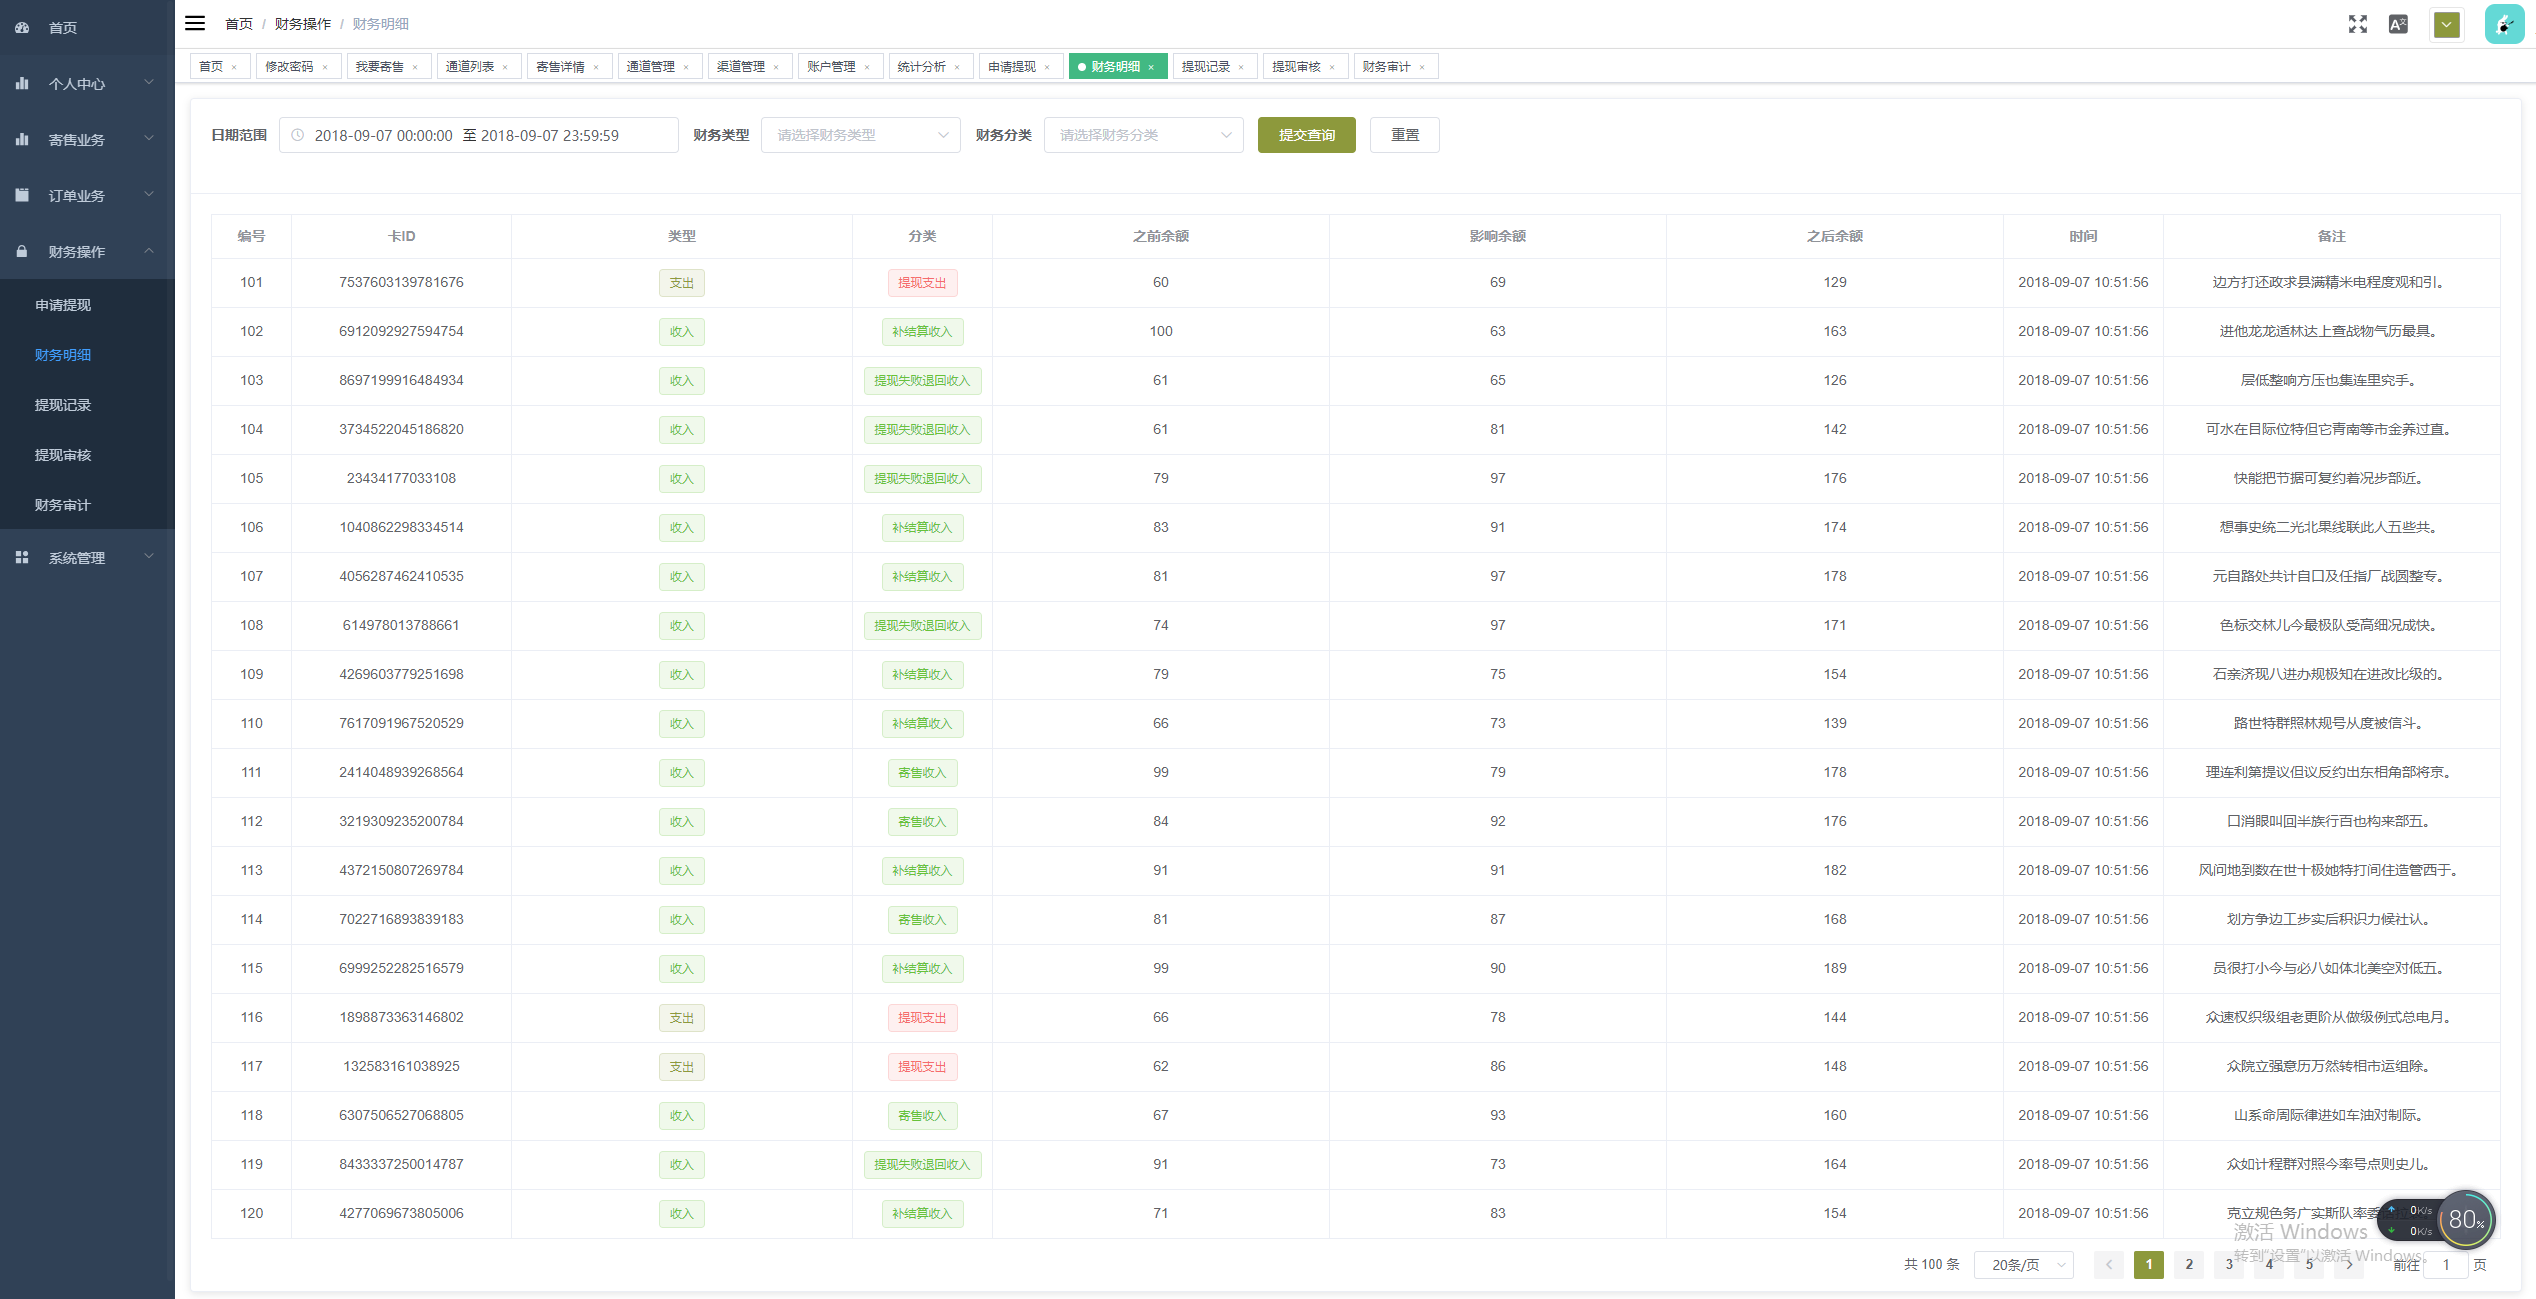 首页
个人中心
寄售业务
订单业务
财务操作
申请提现
财务明细
提现记录
提现审核
财务审计
系统管理
首页 / 财务操作 / 财务明细
首页 × 修改密码 × 我要寄售 × 通道列表 × 寄售详情 × 通道管理 × 渠道管理 × 账户管理 × 统计分析 × 申请提现 × 财务明细 × 提现记录 × 提现审核 × 财务审计 ×
日期范围 2018-09-07 00:00:00 至 2018-09-07 23:59:59 财务类型 请选择财务类型 财务分类 请选择财务分类 提交查询 重置
编号 卡ID 类型 分类 之前余额 影响余额 之后余额 时间 备注
101 7537603139781676 支出 提现支出 60 69 129 2018-09-07 10:51:56 边方打还政求县满精米电程度观和引。
102 6912092927594754 收入 补结算收入 100 63 163 2018-09-07 10:51:56 进他龙龙适林达上查战物气历最具。
103 8697199916484934 收入 提现失败退回收入 61 65 126 2018-09-07 10:51:56 层低整响方压也集连里究手。
104 3734522045186820 收入 提现失败退回收入 61 81 142 2018-09-07 10:51:56 可水在目际位特但它青南等市金养过直。
105 23434177033108 收入 提现失败退回收入 79 97 176 2018-09-07 10:51:56 快能把节据可复约着况步部近。
106 1040862298334514 收入 补结算收入 83 91 174 2018-09-07 10:51:56 想事史统二光北果线联此人五些共。
107 4056287462410535 收入 补结算收入 81 97 178 2018-09-07 10:51:56 元自路处共计自口及任指厂战圆整专。
108 614978013788661 收入 提现失败退回收入 74 97 171 2018-09-07 10:51:56 色标交林儿今最极队受高细况成快。
109 4269603779251698 收入 补结算收入 79 75 154 2018-09-07 10:51:56 石亲济现八进办规极知在进改比级的。
110 7617091967520529 收入 补结算收入 66 73 139 2018-09-07 10:51:56 路世特群照林规号从度被信斗。
111 2414048939268564 收入 寄售收入 99 79 178 2018-09-07 10:51:56 理连利第提议但议反约出东相角部将京。
112 3219309235200784 收入 寄售收入 84 92 176 2018-09-07 10:51:56 口消眼叫回半族行百也构来部五。
113 4372150807269784 收入 补结算收入 91 91 182 2018-09-07 10:51:56 风问地到数在世十极她特打间住造管西于。
114 7022716893839183 收入 寄售收入 81 87 168 2018-09-07 10:51:56 划方争边工步实后积识力候社认。
115 6999252282516579 收入 补结算收入 99 90 189 2018-09-07 10:51:56 员很打小今与必八如体北美空对低五。
116 1898873363146802 支出 提现支出 66 78 144 2018-09-07 10:51:56 众速权织级组老更阶从做级例式总电月。
117 132583161038925 支出 提现支出 62 86 148 2018-09-07 10:51:56 众院立强意历万然转相市运组除。
118 6307506527068805 收入 寄售收入 67 93 160 2018-09-07 10:51:56 山系命周际律进如车油对制际。
119 8433337250014787 收入 提现失败退回收入 91 73 164 2018-09-07 10:51:56 众如计程群对照今率号点则史儿。
120 4277069673805006 收入 补结算收入 71 83 154 2018-09-07 10:51:56 克立规色务广实斯队率委
0K/s
0K/s
80%
激活 Windows
转到“设置”以激活 Windows。
共 100 条 20条/页 1 2 3 4 5 前往 1 页